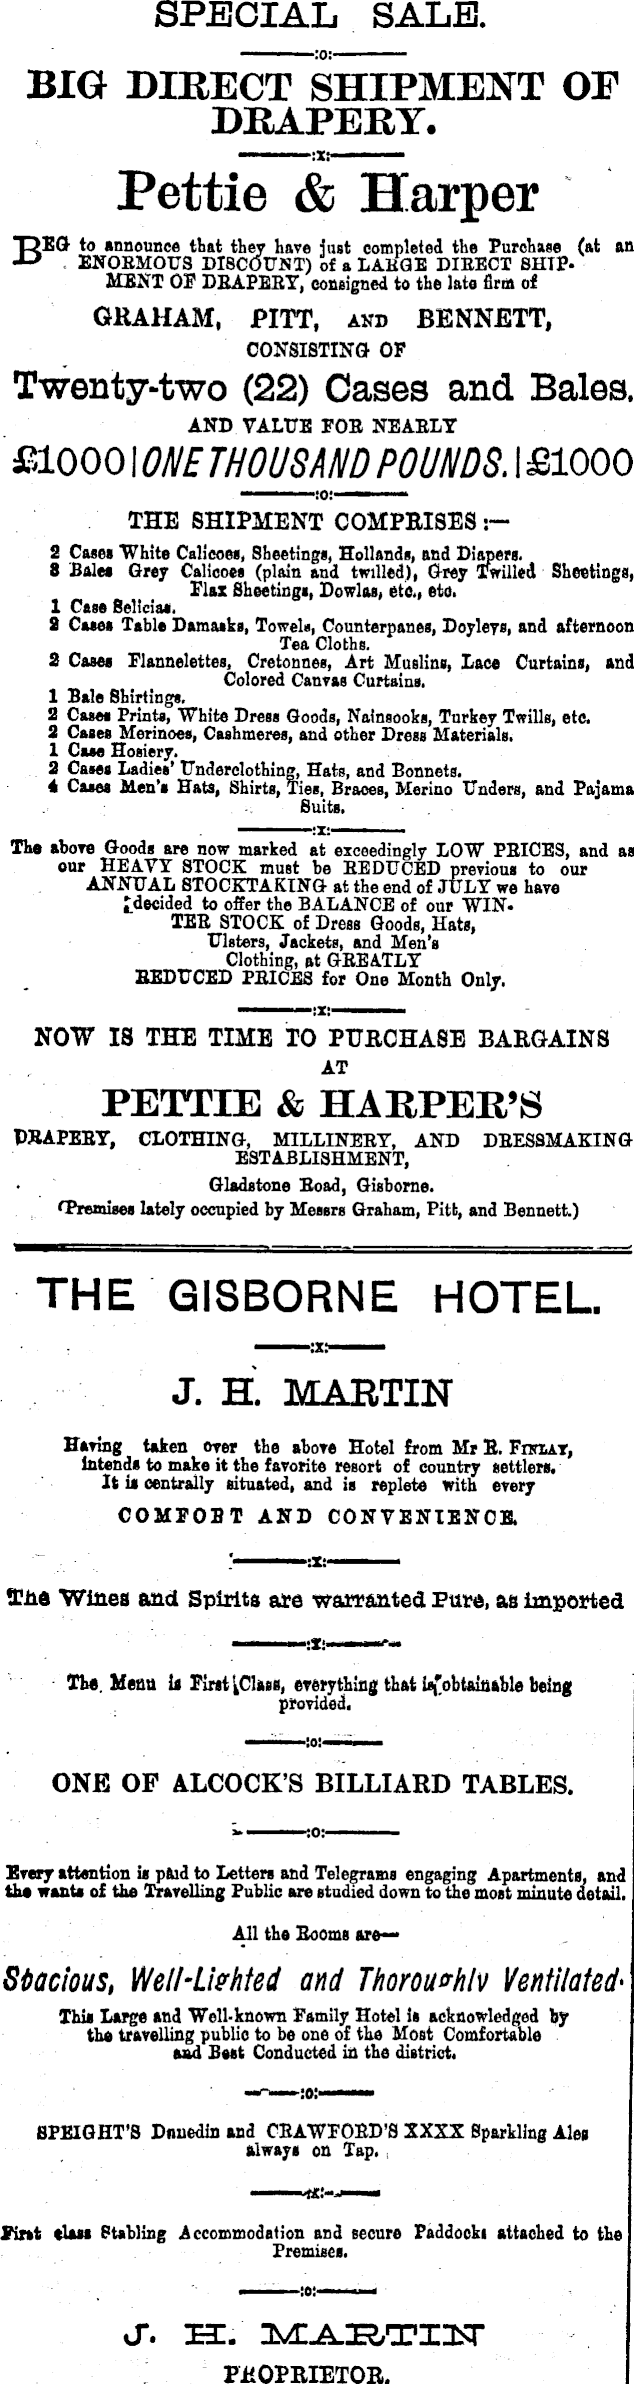 SPECIAL SALE.
:o:
BIG DIRECT SHIPMENT OF
DRAPERY.
:x:
Pettie & Harper
BEG to announce that they have just completed the Purchase (at an
ENORMOUS DISCOUNT) of a LARGE DIRECT SHIP-
MENT OF DRAPERY, consigned to the late firm of
GRAHAM, PITT, AND BENNETT,
CONSISTING OF
Twenty-two (22) Cases and Bales,
AND VALUE FOR NEARLY
£1000 | ONE THOUSAND POUNDS. | £1000
:o:
THE SHIPMENT COMPRISES :—
2 Cases White Calicoes, Sheetings, Hollands, and Diapers.
3 Bales Grey Calicoes (plain and twilled), Grey Twilled Sheetings,
Flax Sheetings, Dowlas, etc., etc.
1 Case Selicias.
2 Cases Table Damasks, Towels, Counterpanes, Doyleys, and afternoon
Tea Cloths.
2 Cases Flannelettes, Cretonnes, Art Muslins, Lace Curtains, and
Colored Canvas Curtains.
1 Bale Shirtings.
2 Cases Prints, White Dress Goods, Nainsooks, Turkey Twills, etc.
2 Cases Merinoes, Cashmeres, and other Dress Materials.
1 Case Hosiery.
2 Cases Ladies' Underclothing, Hats, and Bonnets.
4 Cases Men's Hats, Shirts, Ties, Braces, Merino Unders, and Pajama
Suits.
:x:
The above Goods are now marked at exceedingly LOW PRICES, and as
our HEAVY STOCK must be REDUCED previous to our
ANNUAL STOCKTAKING at the end of JULY we have
decided to offer the BALANCE of our WIN-
TER STOCK of Dress Goods, Hats,
Ulsters, Jackets, and Men's
Clothing, at GREATLY
REDUCED PRICES for One Month Only.
:x:
NOW IS THE TIME TO PURCHASE BARGAINS
AT
PETTIE & HARPER'S
DRAPERY, CLOTHING, MILLINERY, AND DRESSMAKING
ESTABLISHMENT,
Gladstone Road, Gisborne.
(Premises lately occupied by Messrs Graham, Pitt, and Bennett.)
THE GISBORNE HOTEL.
:x:
J. H. MARTIN
Having taken over the above Hotel from Mr R. FINLAY,
intends to make it the favorite resort of country settlers.
It is centrally situated, and is replete with every
COMFORT AND CONVENIENCE.
:x:
The Wines and Spirits are warranted Pure, as imported
:x:
The Menu is First Class, everything that is obtainable being
provided.
:o:
ONE OF ALCOCK'S BILLIARD TABLES.
:o:
Every attention is paid to Letters and Telegrams engaging Apartments, and
the wants of the Travelling Public are studied down to the most minute detail.
All the Rooms are—
Spacious, Well-Lighted and Thoroughly Ventilated.
This Large and Well-known Family Hotel is acknowledged by
the travelling public to be one of the Most Comfortable
and Best Conducted in the district.
:o:
SPEIGHT'S Dnuedin and CRAWFORD'S XXXX Sparkling Ales
always on Tap.
:x:
First class Stabling Accommodation and secure Paddocks attached to the
Premises.
:o:
J. H. MARTIN
PROPRIETOR.